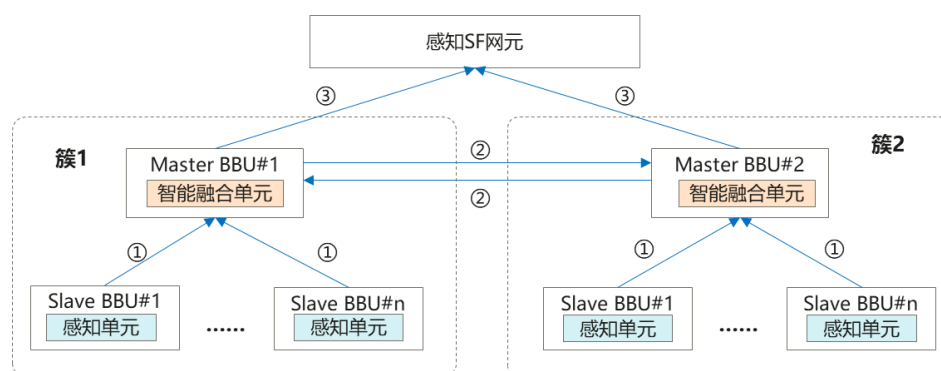 感知SF网元
③
③
簇1
簇2
Master BBU#1
智能融合单元
②
②
Master BBU#2
智能融合单元
①
①
①
①
Slave BBU#1
感知单元
......
Slave BBU#n
感知单元
Slave BBU#1
感知单元
......
Slave BBU#n
感知单元